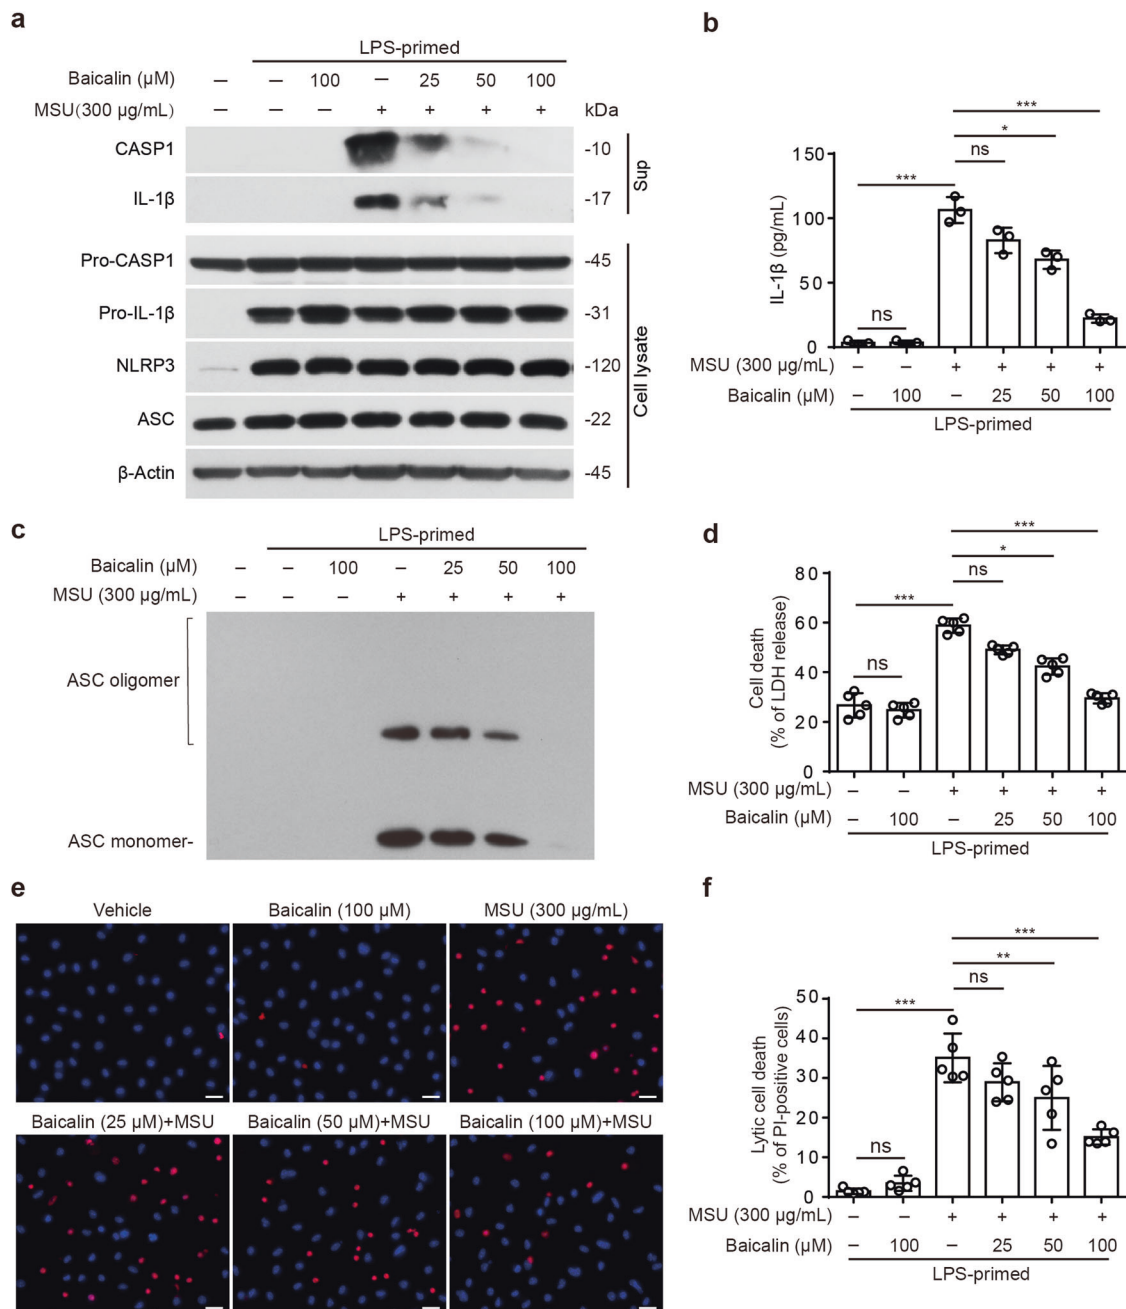 a
LPS-primed
Baicalin (µM) – – 100 – 25 50 100
MSU(300 µg/mL) – – – + + + + kDa
CASP1 -10
IL-1β -17
Sup
Pro-CASP1 -45
Pro-IL-1β -31
NLRP3 -120
ASC -22
β-Actin -45
Cell lysate
b
***
*
ns
***
ns
150
100
50
0
IL-1β (pg/mL)
MSU (300 µg/mL) – – + + + +
Baicalin (µM) – 100 – 25 50 100
LPS-primed
c
LPS-primed
Baicalin (µM) – – 100 – 25 50 100
MSU (300 µg/mL) – – – + + + +
ASC oligomer
ASC monomer-
d
***
*
ns
***
ns
80
60
40
20
0
Cell death
(% of LDH release)
MSU (300 µg/mL) – – + + + +
Baicalin (µM) – 100 – 25 50 100
LPS-primed
e
Vehicle Baicalin (100 µM) MSU (300 µg/mL)
Baicalin (25 µM)+MSU Baicalin (50 µM)+MSU Baicalin (100 µM)+MSU
f
***
**
ns
***
ns
50
40
30
20
10
0
Lytic cell death
(% of PI-positive cells)
MSU (300 µg/mL) – – + + + +
Baicalin (µM) – 100 – 25 50 100
LPS-primed